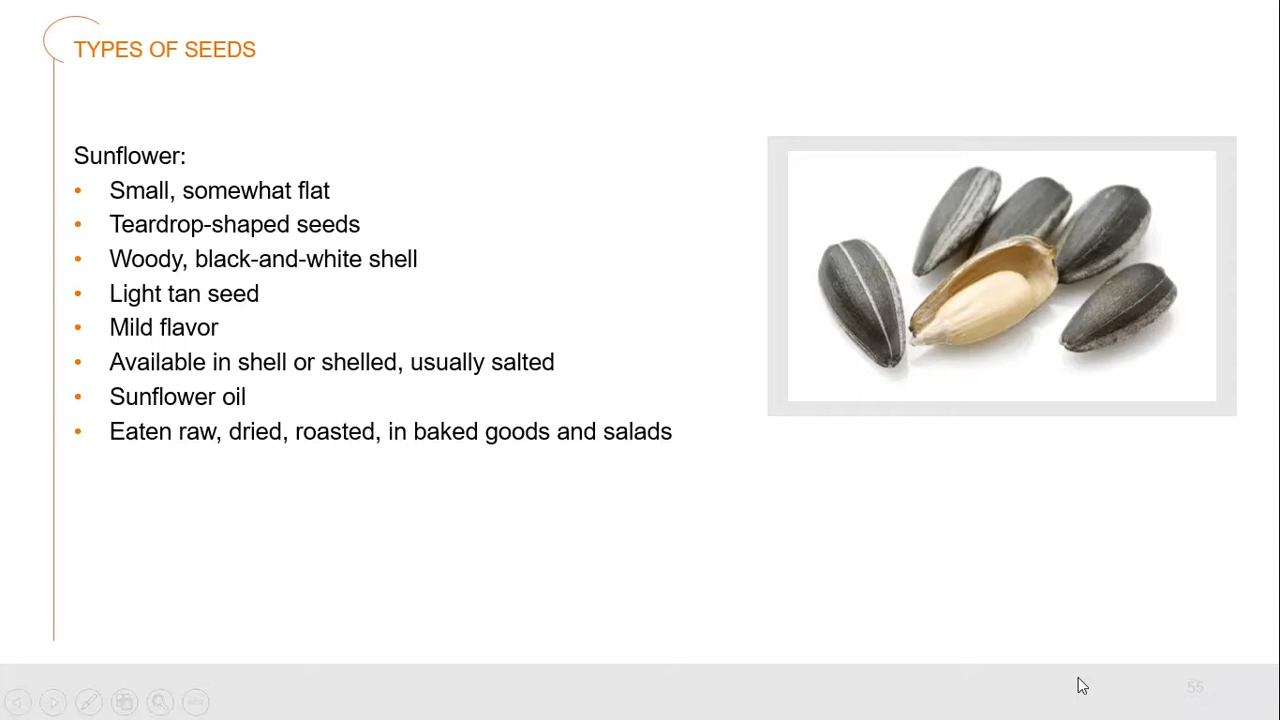 TYPES OF SEEDS
Sunflower:
• Small, somewhat flat
• Teardrop-shaped seeds
• Woody, black-and-white shell
• Light tan seed
• Mild flavor
• Available in shell or shelled, usually salted
• Sunflower oil
• Eaten raw, dried, roasted, in baked goods and salads
55